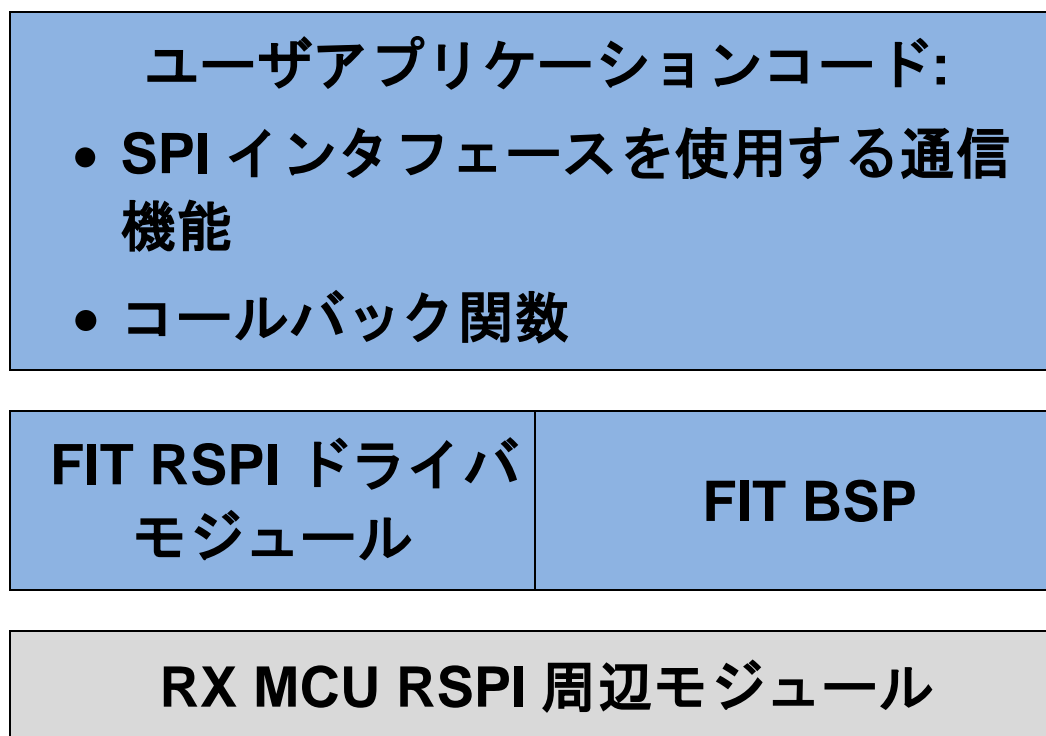 ユーザアプリケーションコード:
• SPI インタフェースを使用する通信
機能
• コールバック関数
FIT RSPI ドライバ
モジュール
FIT BSP
RX MCU RSPI 周辺モジュール